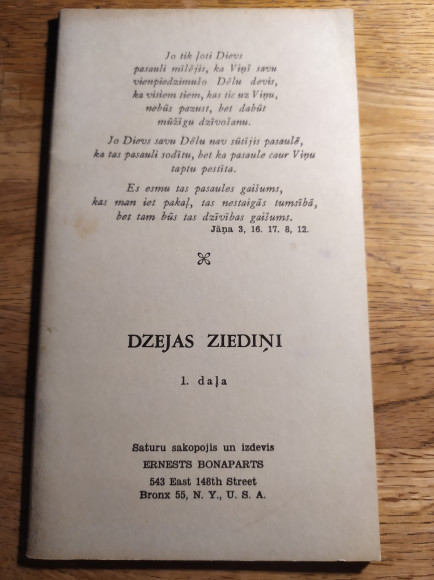 Jo tik ļoti Dievs
pasauli mīlējis, ka Viņš savu
vienpiedzimušo Dēlu devis,
ka visiem tiem, kas tic uz Viņu,
nebūs pazust, bet dabūt
mūžīgu dzīvošanu.
Jo Dievs savu Dēlu nav sūtījis pasaulē,
ka tas pasauli sodītu, bet ka pasaule caur Viņu
taptu pestīta.
Es esmu tas pasaules gaišums,
kas man iet pakaļ, tas nestaigās tumsībā,
bet tam būs tas dzīvības gaišums.
Jāņa 3, 16. 17. 8, 12.
DZEJAS ZIEDIŅI
1. daļa
Saturu sakopojis un izdevis
ERNESTS BONAPARTS
543 East 148th Street
Bronx 55, N. Y., U. S. A.